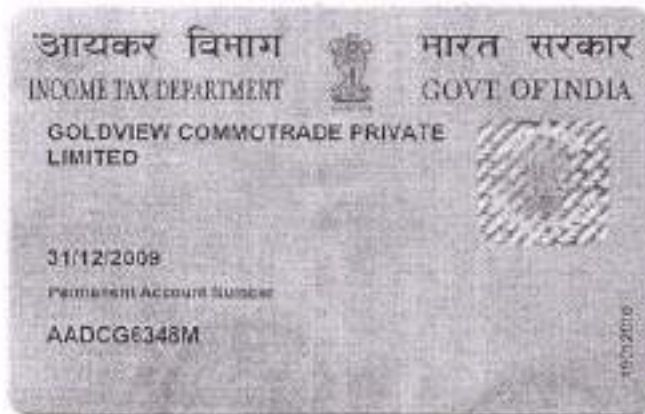 आयकर विभाग
भारत सरकार
INCOME TAX DEPARTMENT
GOVT. OF INDIA
GOLDVIEW COMMOTRADE PRIVATE
LIMITED
31/12/2009
Permanent Account Number
AADCG6348M